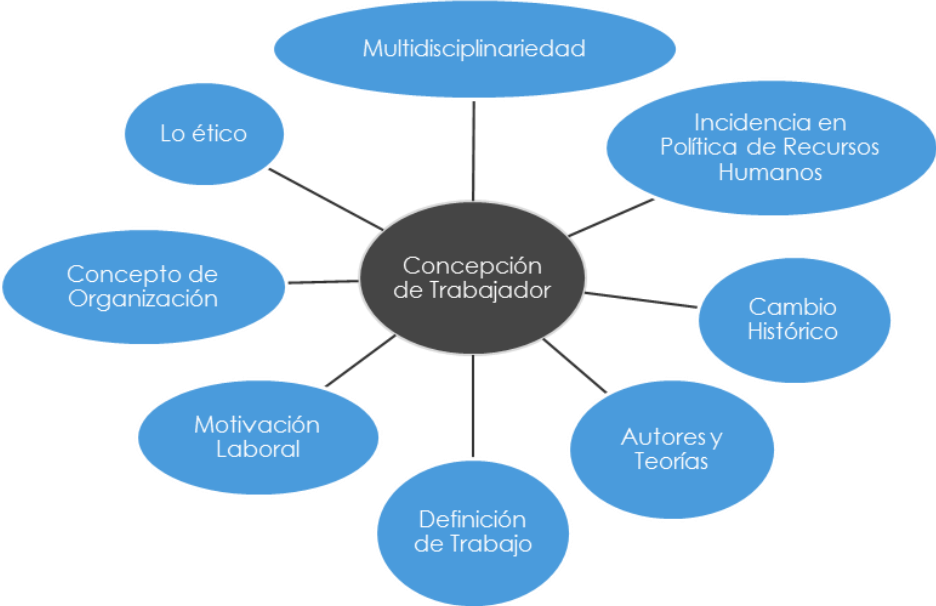 Multidisciplinariedad
Incidencia en
Política de Recursos
Humanos
Lo ético
Concepción
de Trabajador
Concepto de
Organización
Cambio
Histórico
Motivación
Laboral
Autores y
Teorías
Definición
de Trabajo